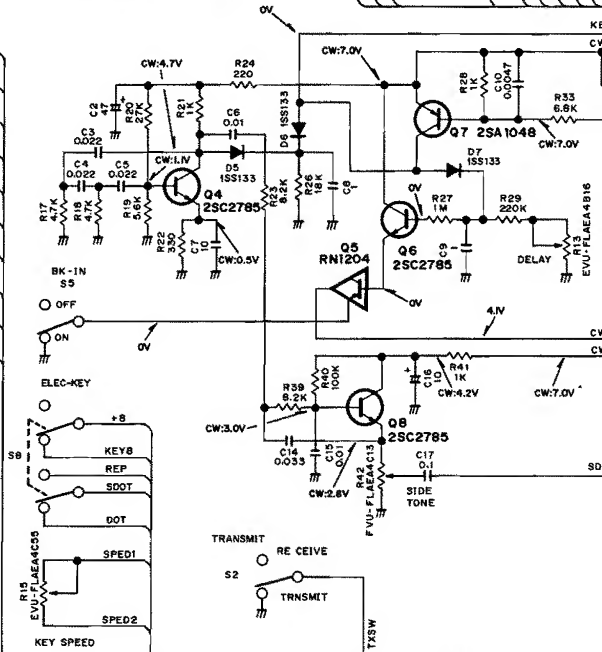 0V
KE
CW
CW:4.7V
R24
220
CW:7.0V
C2
47
R20
27K
R21
1K
C6
0.01
D6 1SS133
R28
1K
C10
0.0047
R33
6.8K
Q7 2SA1048
CW:7.0V
C3
0.022
C4
0.022
C5
0.022
CW:1.1V
D5
1SS133
D7
1SS133
R17
4.7K
R18
4.7K
R19
5.6K
Q4
2SC2785
R23
8.2K
R26
18K
C8
1
0V
R27
1M
R29
220K
R22
330
C7
10
CW:0.5V
Q5
RN1204
Q6
2SC2785
C9
1
DELAY
R13
EVU-FLAEA4B16
BK-IN
S5
OFF
ON
0V
0V
4.1V
CW
CW
ELEC-KEY
R39
8.2K
R40
100K
C16
10
R41
1K
CW:4.2V
CW:7.0V
CW:3.0V
Q8
2SC2785
S8
+8
KEY8
REP
SDOT
DOT
C14
0.033
C15
0.01
CW:2.8V
R42
EVU-FLAEA4C13
C17
0.1
SIDE
TONE
SD
R15
EVU-FLAEA4C55
SPED1
SPED2
KEY SPEED
TRANSMIT
S2
RE CEIVE
TRNSMIT
TXSW